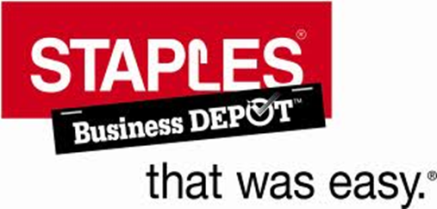 STAPLES®
Business DEPOT™
that was easy.®